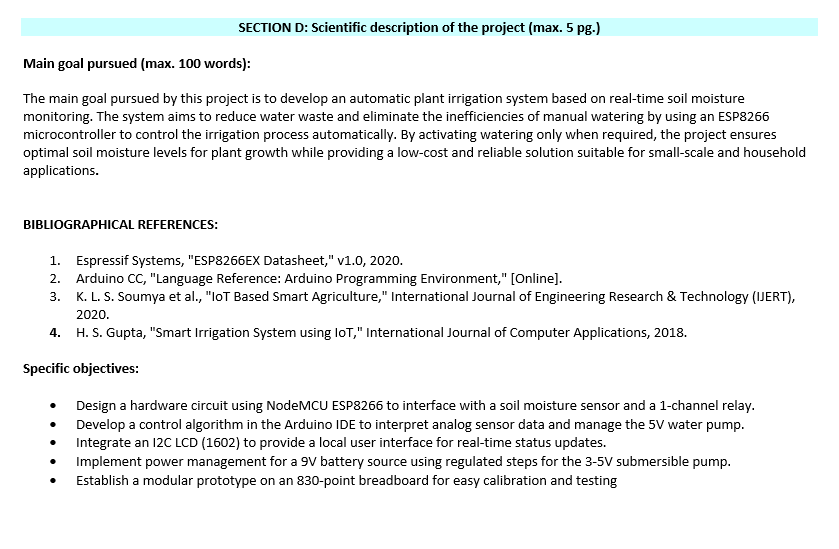 SECTION D: Scientific description of the project (max. 5 pg.)
Main goal pursued (max. 100 words):
The main goal pursued by this project is to develop an automatic plant irrigation system based on real-time soil moisture
monitoring. The system aims to reduce water waste and eliminate the inefficiencies of manual watering by using an ESP8266
microcontroller to control the irrigation process automatically. By activating watering only when required, the project ensures
optimal soil moisture levels for plant growth while providing a low-cost and reliable solution suitable for small-scale and household
applications.
BIBLIOGRAPHICAL REFERENCES:
1. Espressif Systems, "ESP8266EX Datasheet," v1.0, 2020.
2. Arduino CC, "Language Reference: Arduino Programming Environment," [Online].
3. K. L. S. Soumya et al., "IoT Based Smart Agriculture," International Journal of Engineering Research & Technology (IJERT),
2020.
4. H. S. Gupta, "Smart Irrigation System using IoT," International Journal of Computer Applications, 2018.
Specific objectives:
• Design a hardware circuit using NodeMCU ESP8266 to interface with a soil moisture sensor and a 1-channel relay.
• Develop a control algorithm in the Arduino IDE to interpret analog sensor data and manage the 5V water pump.
• Integrate an I2C LCD (1602) to provide a local user interface for real-time status updates.
• Implement power management for a 9V battery source using regulated steps for the 3-5V submersible pump.
• Establish a modular prototype on an 830-point breadboard for easy calibration and testing